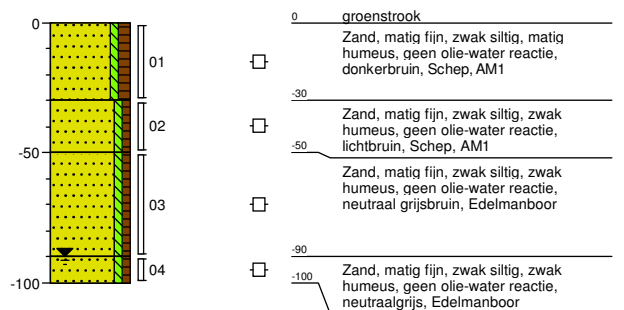 0
-50
-100
01
02
03
04
0 groenstrook
Zand, matig fijn, zwak siltig, matig
humeus, geen olie-water reactie,
donkerbruin, Schep, AM1
-30
Zand, matig fijn, zwak siltig, zwak
humeus, geen olie-water reactie,
lichtbruin, Schep, AM1
-50
Zand, matig fijn, zwak siltig, zwak
humeus, geen olie-water reactie,
neutraal grijsbruin, Edelmanboor
-90
Zand, matig fijn, zwak siltig, zwak
humeus, geen olie-water reactie,
neutraalgrijs, Edelmanboor
-100